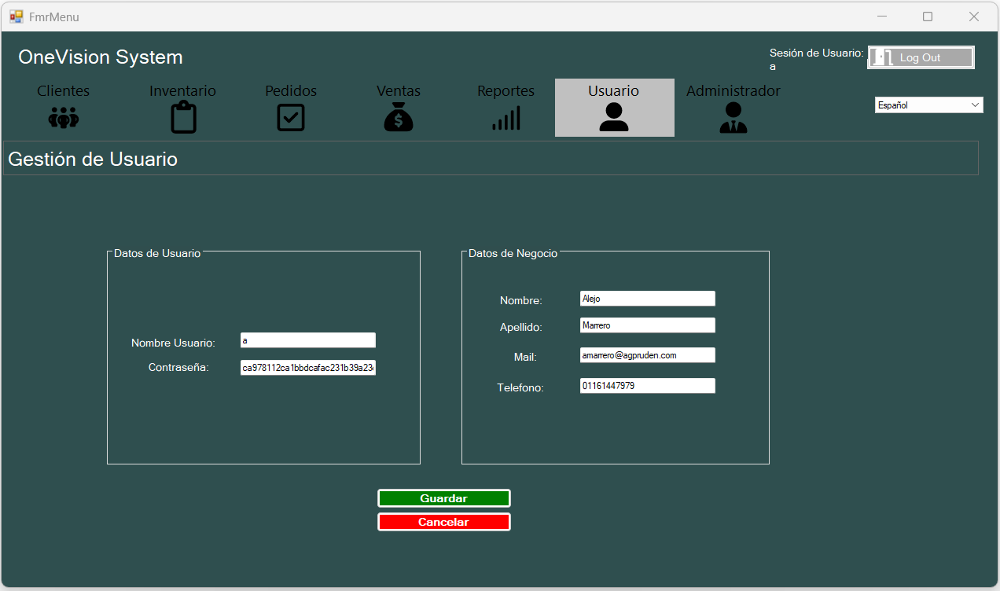 FmrMenu
OneVision System
Sesión de Usuario:
a
Log Out
Clientes
Inventario
Pedidos
Ventas
Reportes
Usuario
Administrador
Español
Gestión de Usuario
Datos de Usuario
Nombre Usuario:
a
Contraseña:
ca978112ca1bbdcafac231b39a23
Datos de Negocio
Nombre:
Alejo
Apellido:
Marrero
Mail:
amarrero@agpruden.com
Telefono:
01161447979
Guardar
Cancelar